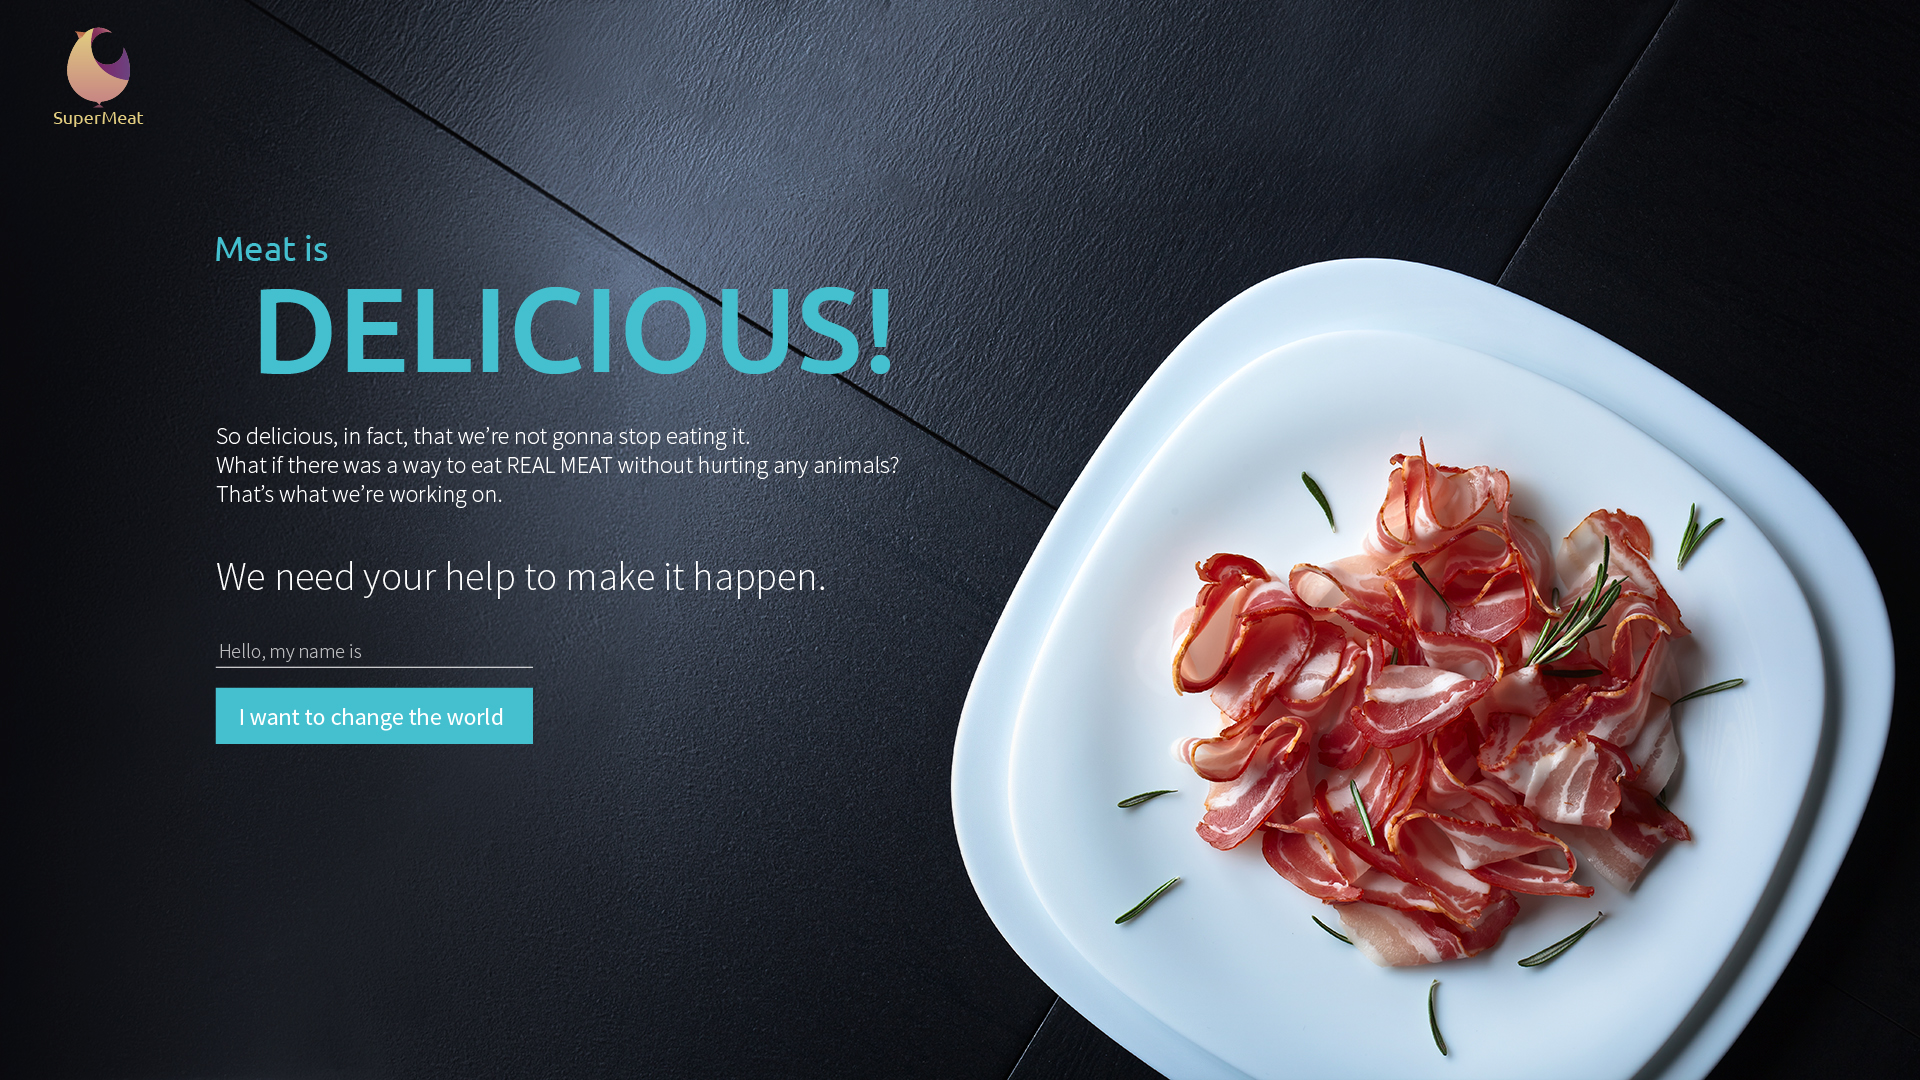 SuperMeat
Meat is
DELICIOUS!
So delicious, in fact, that we’re not gonna stop eating it.
What if there was a way to eat REAL MEAT without hurting any animals?
That’s what we’re working on.
We need your help to make it happen.
Hello, my name is
I want to change the world